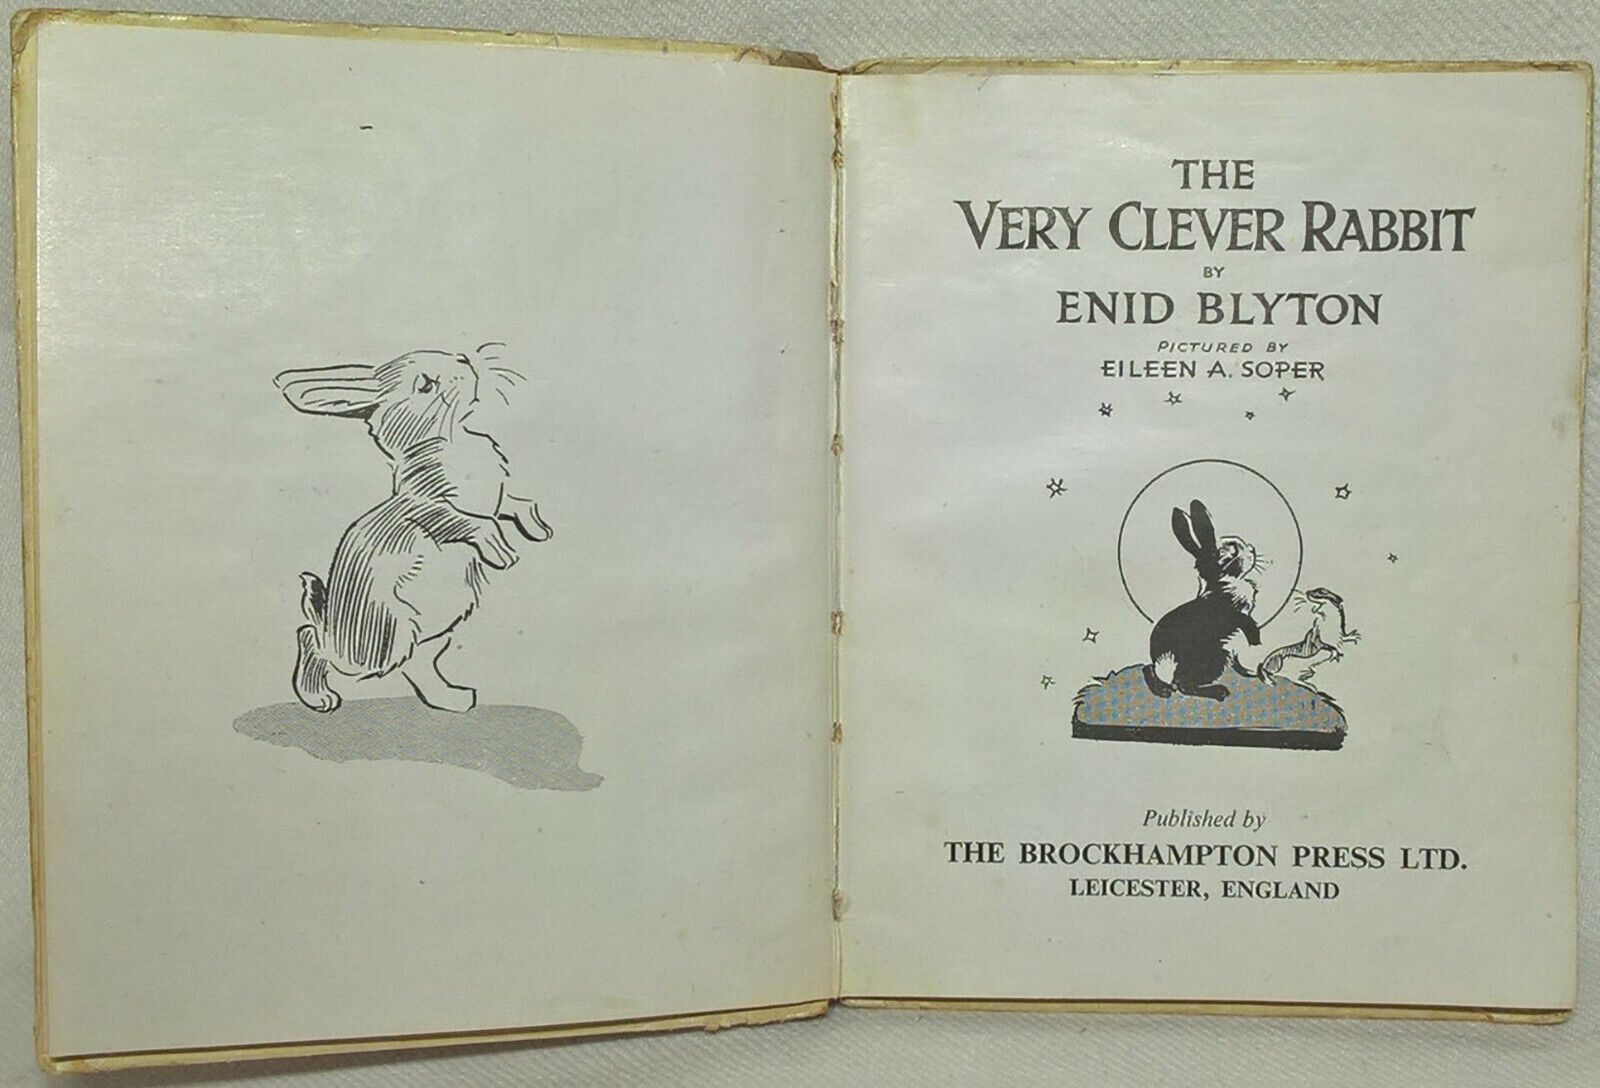 THE
VERY CLEVER RABBIT
BY
ENID BLYTON
PICTURED BY
EILEEN A. SOPER
Published by
THE BROCKHAMPTON PRESS LTD.
LEICESTER, ENGLAND